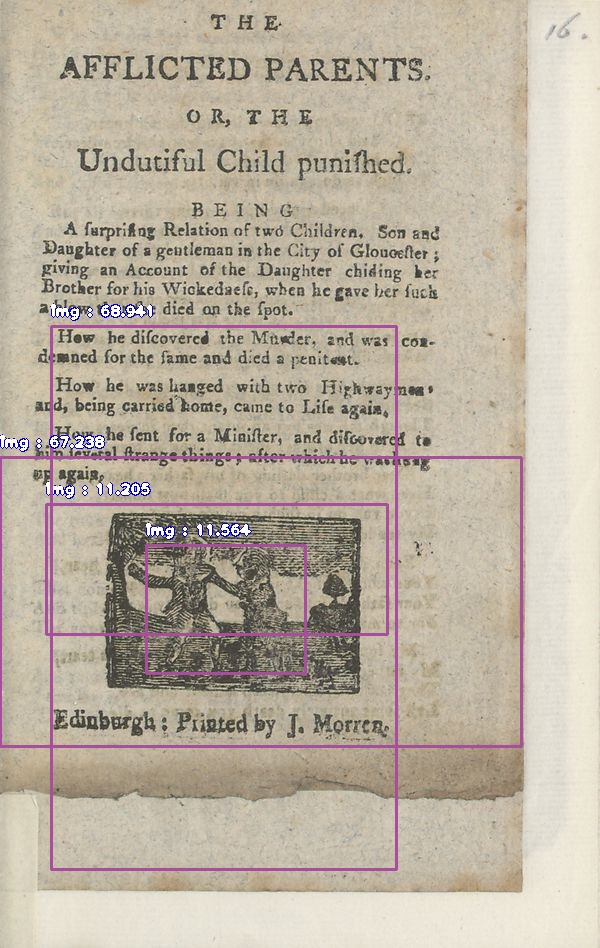 16.
THE
AFFLICTED PARENTS.
OR, THE
Undutiful Child puniſhed.
BEING
A ſurpriſing Relation of two Children, Son and
Daughter of a gentleman in the City of Glouceſter;
giving an Account of the Daughter chiding her
Brother for his Wickedneſs, when he gave her ſuch
died on the ſpot.
Img : 68.941
How he diſcovered the Murder, and was con-
demned for the ſame and died a penitent.
How he was hanged with two Highwaymen,
and, being carried home, came to Life again.
How he ſent for a Miniſter, and diſcovered to
Img : 67.238
him ſeveral ſtrange things; after which he was
up again.
Img : 11.205
Img : 11.564
Edinburgh: Printed by J. Morren.